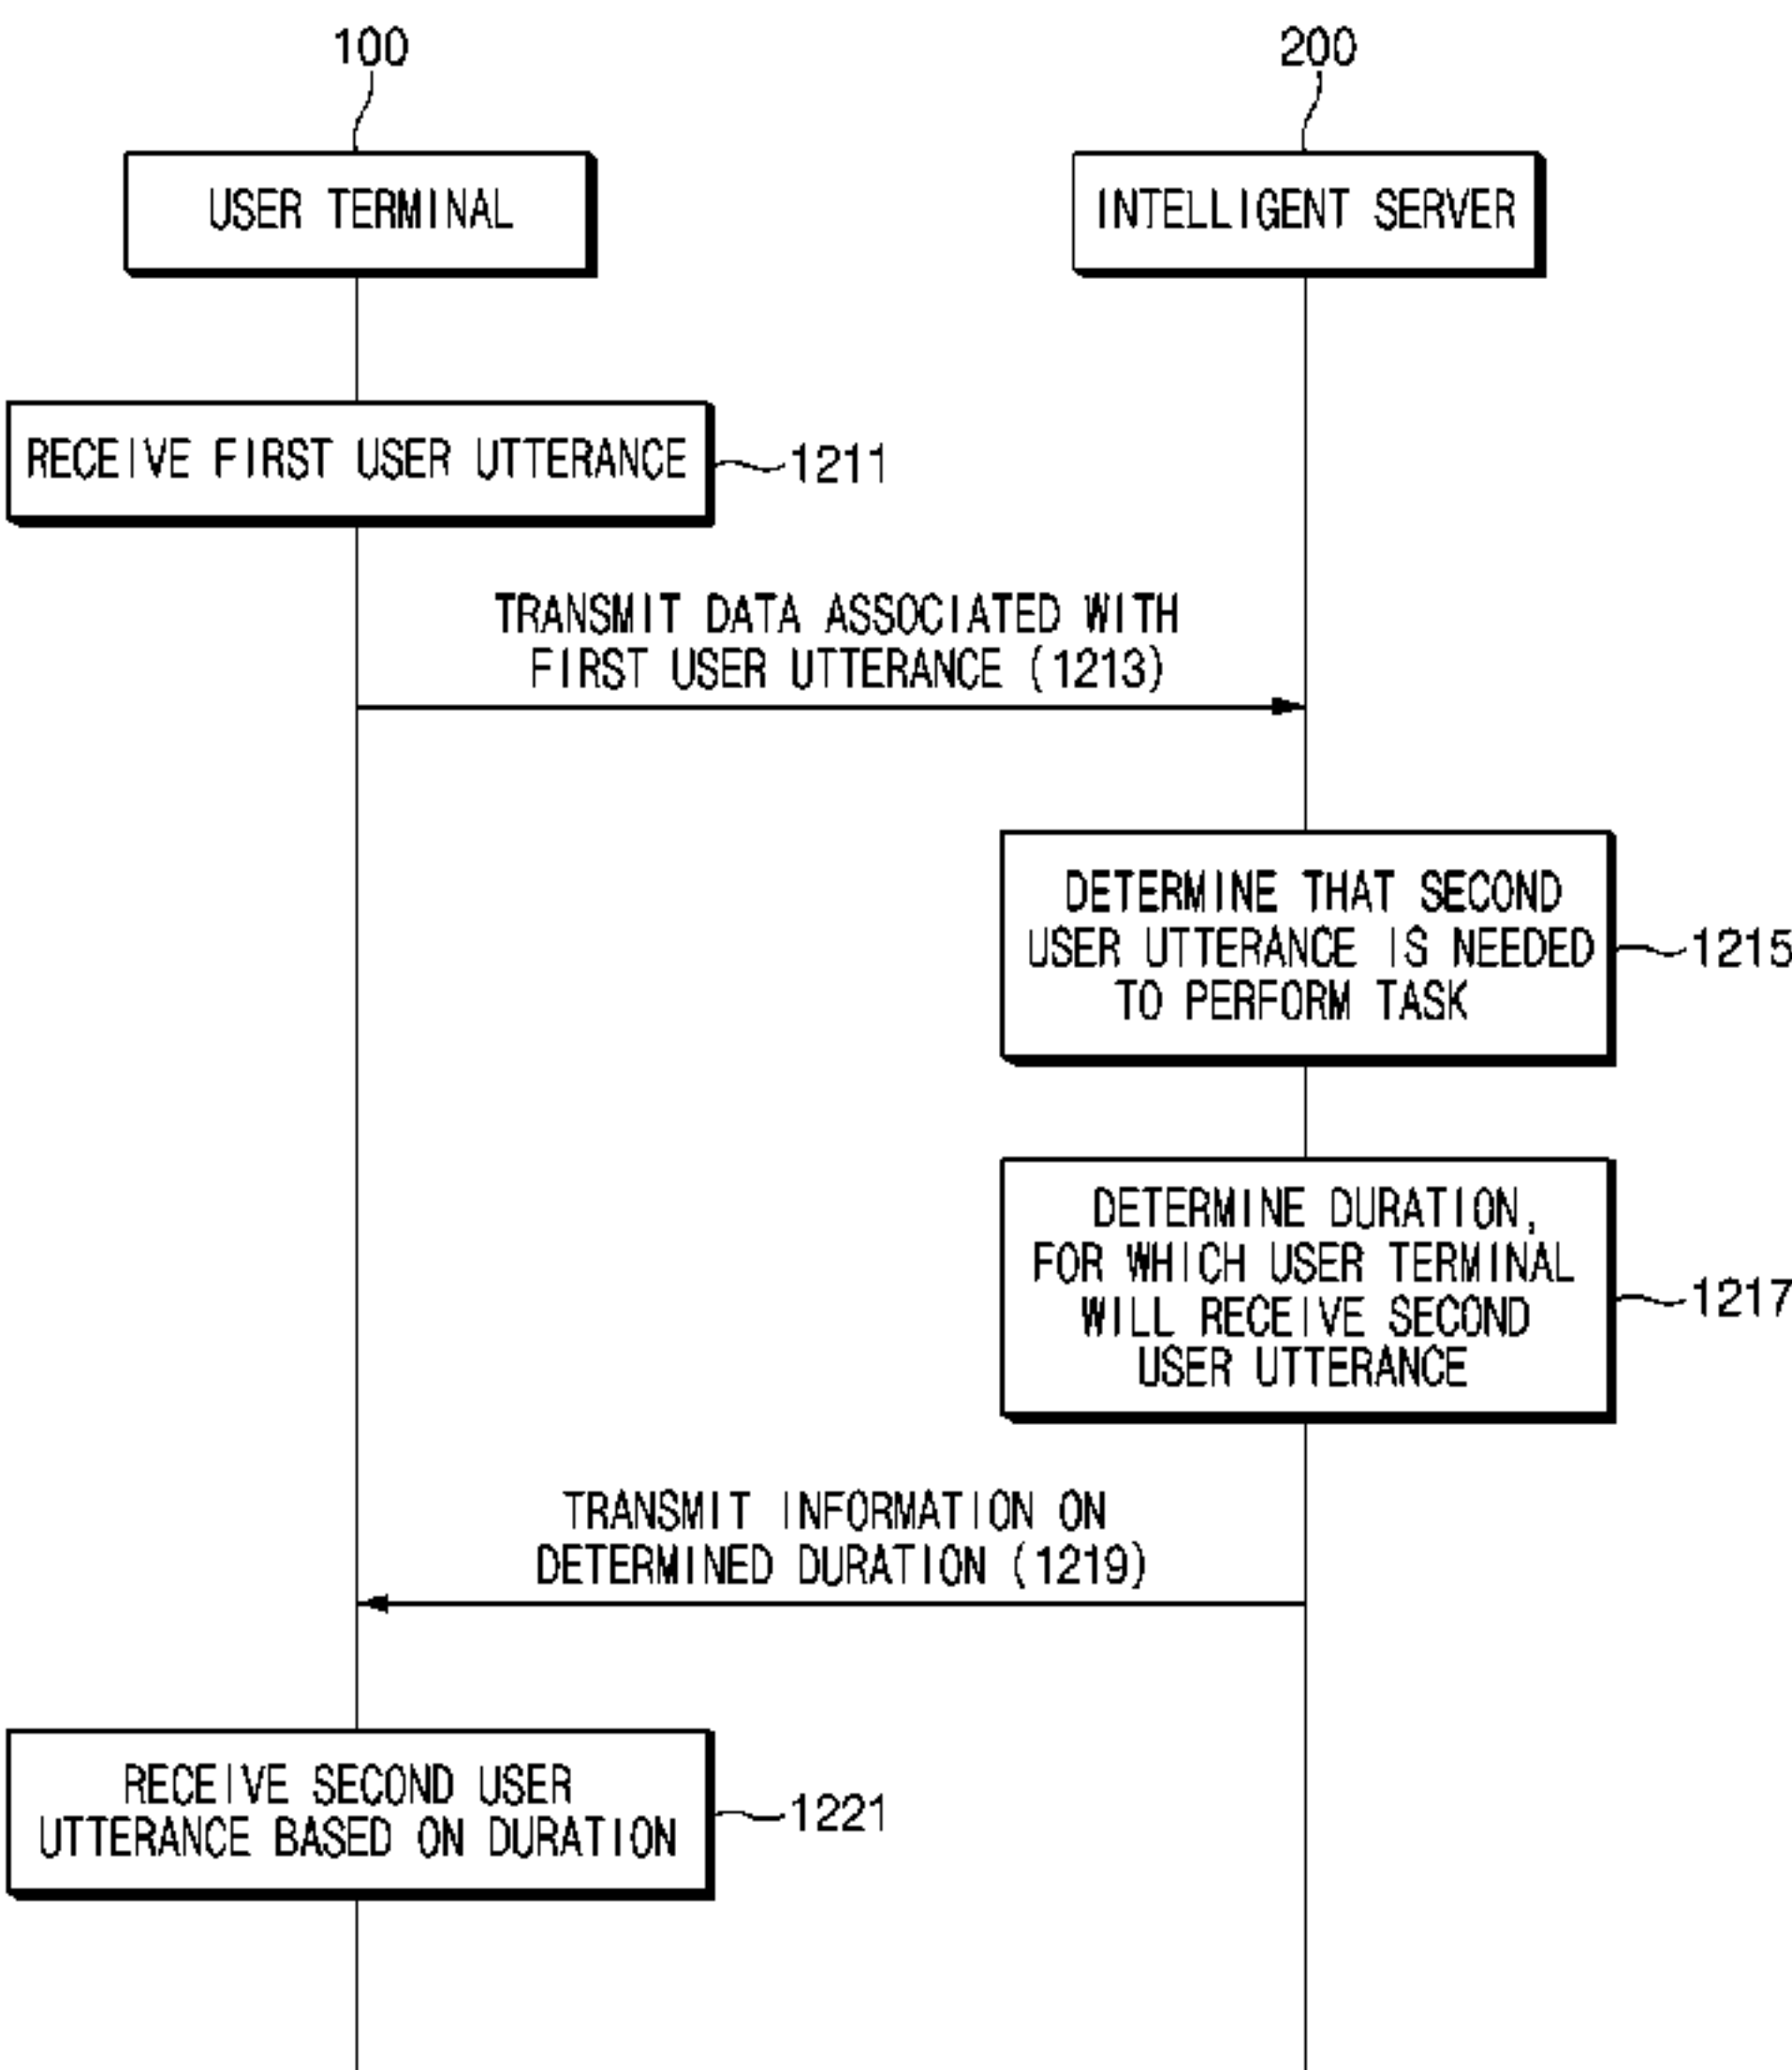 100
200
USER TERMINAL
INTELLIGENT SERVER
RECEIVE FIRST USER UTTERANCE
1211
TRANSMIT DATA ASSOCIATED WITH
FIRST USER UTTERANCE (1213)
DETERMINE THAT SECOND
USER UTTERANCE IS NEEDED
TO PERFORM TASK
1215
DETERMINE DURATION,
FOR WHICH USER TERMINAL
WILL RECEIVE SECOND
USER UTTERANCE
1217
TRANSMIT INFORMATION ON
DETERMINED DURATION (1219)
RECEIVE SECOND USER
UTTERANCE BASED ON DURATION
1221